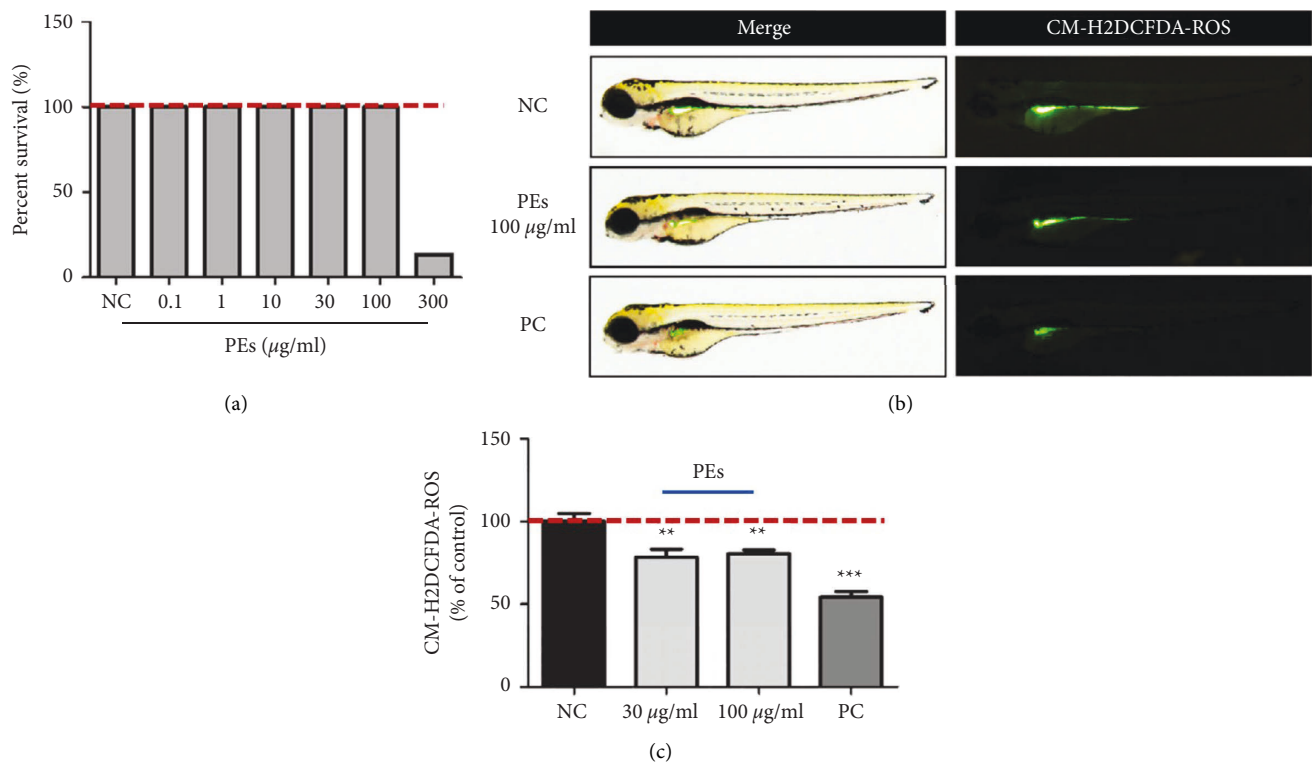 150
100
50
0
Percent survival (%)
NC 0.1 1 10 30 100 300
PEs (µg/ml)
(a)
Merge CM-H2DCFDA-ROS
NC
PEs
100 µg/ml
PC
(b)
150
100
50
0
CM-H2DCFDA-ROS
(% of control)
PEs
** ** ***
NC 30 µg/ml 100 µg/ml PC
(c)